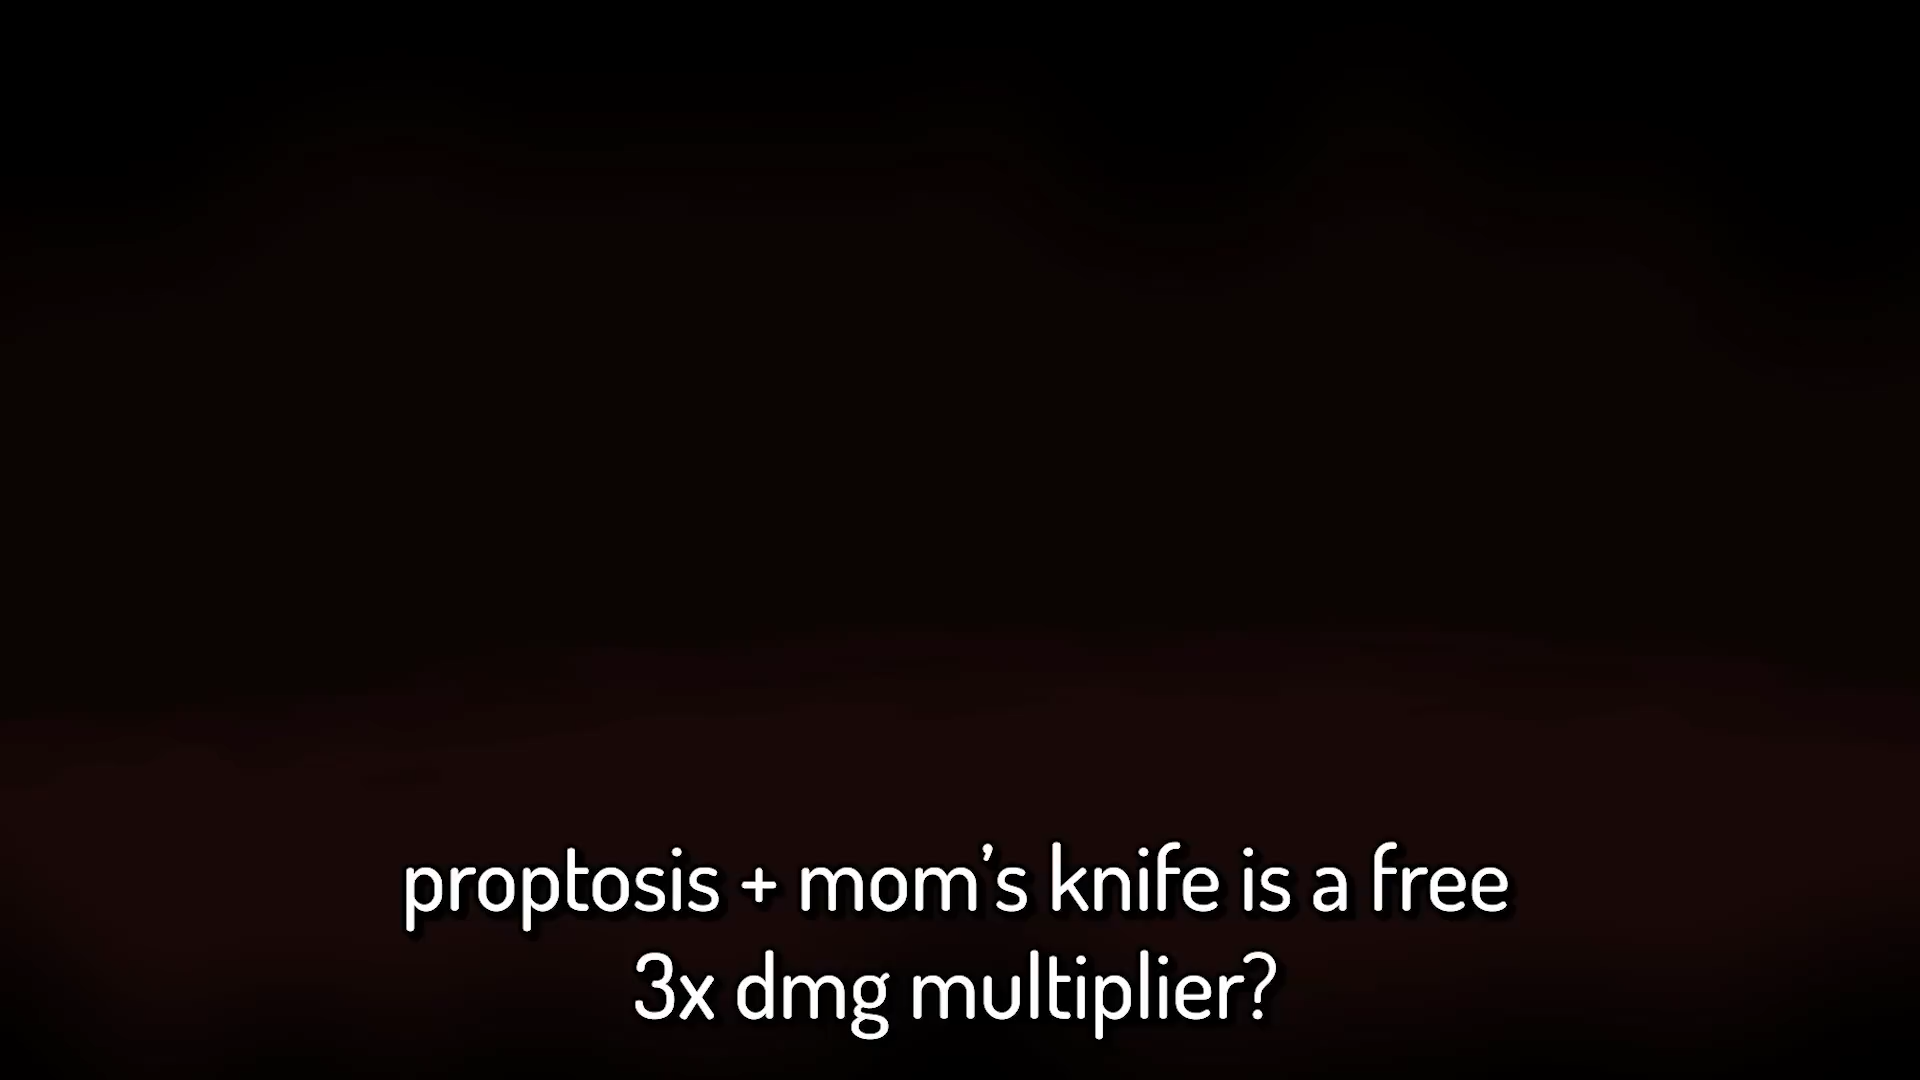 proptosis + mom’s knife is a free
3x dmg multiplier?